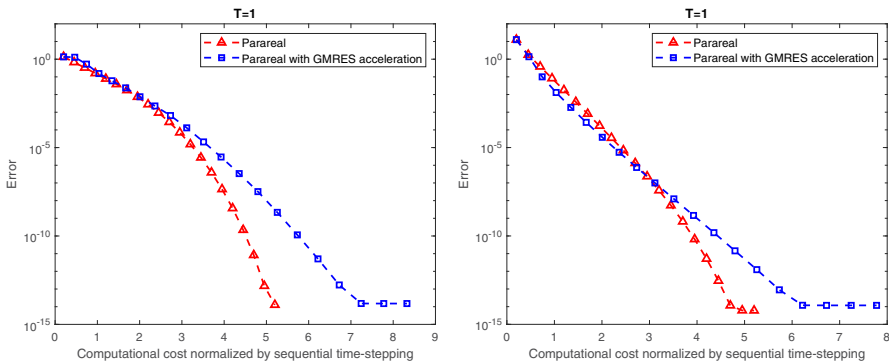 T=1
Parareal
Parareal with GMRES acceleration
10^0
10^-5
10^-10
10^-15
Error
0 1 2 3 4 5 6 7 8 9
Computational cost normalized by sequential time-stepping
T=1
Parareal
Parareal with GMRES acceleration
10^0
10^-5
10^-10
10^-15
Error
0 1 2 3 4 5 6 7 8
Computational cost normalized by sequential time-stepping